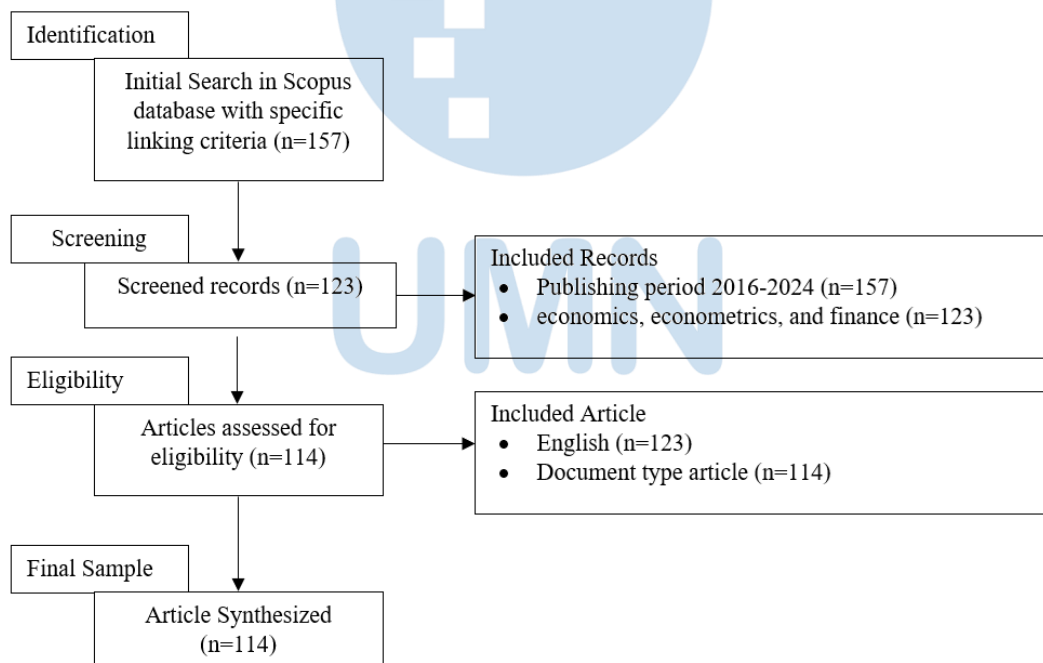 Identification
Initial Search in Scopus
database with specific
linking criteria (n=157)
Screening
Screened records (n=123)
Included Records
• Publishing period 2016-2024 (n=157)
• economics, econometrics, and finance (n=123)
UMN
Eligibility
Articles assessed for
eligibility (n=114)
Included Article
• English (n=123)
• Document type article (n=114)
Final Sample
Article Synthesized
(n=114)